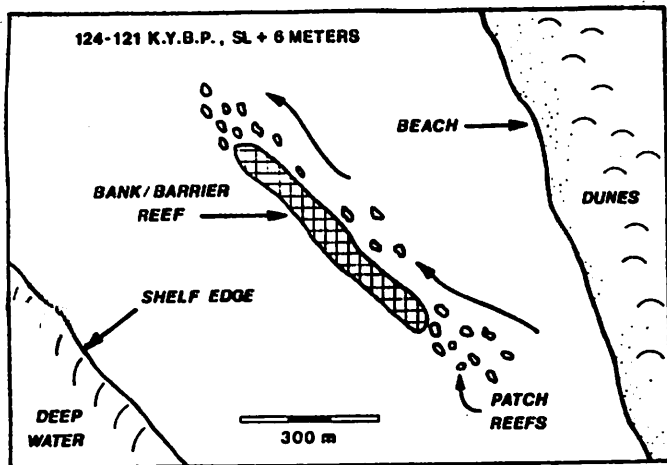 124-121 K.Y.B.P., SL + 6 METERS
BEACH
BANK/BARRIER
REEF
DUNES
SHELF EDGE
DEEP
WATER
300 m
PATCH
REEFS